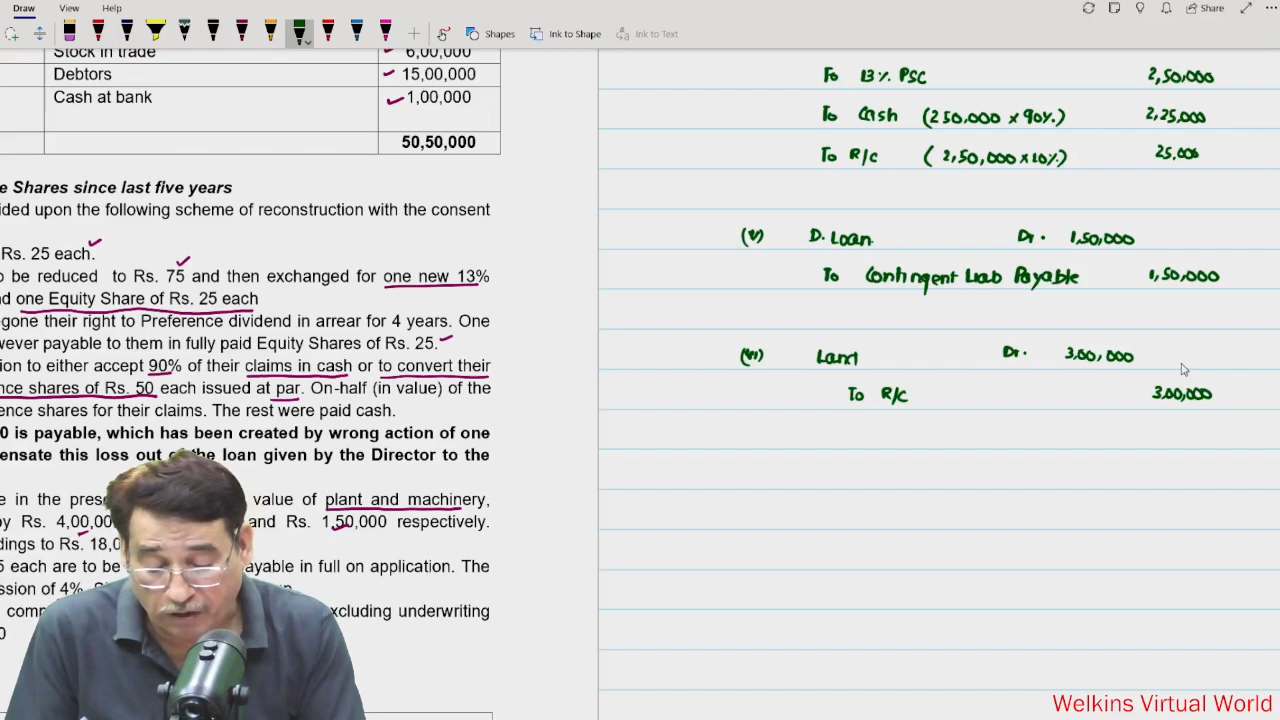 Draw View Help
Share
Shapes Ink to Shape Ink to Text
Stock in trade 6,00,000
Debtors 15,00,000
Cash at bank 1,00,000
50,50,000
e Shares since last five years
ided upon the following scheme of reconstruction with the consent
Rs. 25 each.
o be reduced to Rs. 75 and then exchanged for one new 13%
nd one Equity Share of Rs. 25 each
egone their right to Preference dividend in arrear for 4 years. One
wever payable to them in fully paid Equity Shares of Rs. 25.
ion to either accept 90% of their claims in cash or to convert their
nce shares of Rs. 50 each issued at par. On-half (in value) of the
ence shares for their claims. The rest were paid cash.
0 is payable, which has been created by wrong action of one
ensate this loss out of the loan given by the Director to the
e in the pres value of plant and machinery,
by Rs. 4,00,00 and Rs. 1,50,000 respectively.
dings to Rs. 18,0
5 each are to be ayable in full on application. The
ssion of 4%.
comp xcluding underwriting
0
To 13% PSC 2,50,000
To Cash (250,000 x 90%) 2,25,000
To R/C (2,50,000 x 10%) 25,000
(v) D. Loan Dr. 1,50,000
To Contingent Liab Payable 1,50,000
(vi) Land Dr. 3,00,000
To R/C 3,00,000
Welkins Virtual World